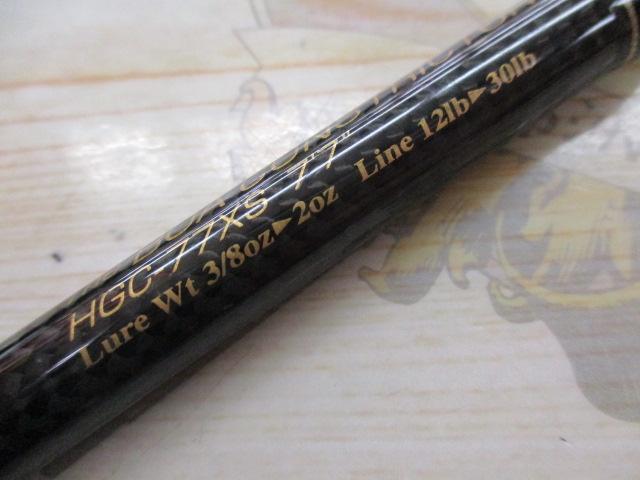 HGC-77XS 7'7"
Lure Wt 3/8oz▶2oz Line 12lb▶30lb